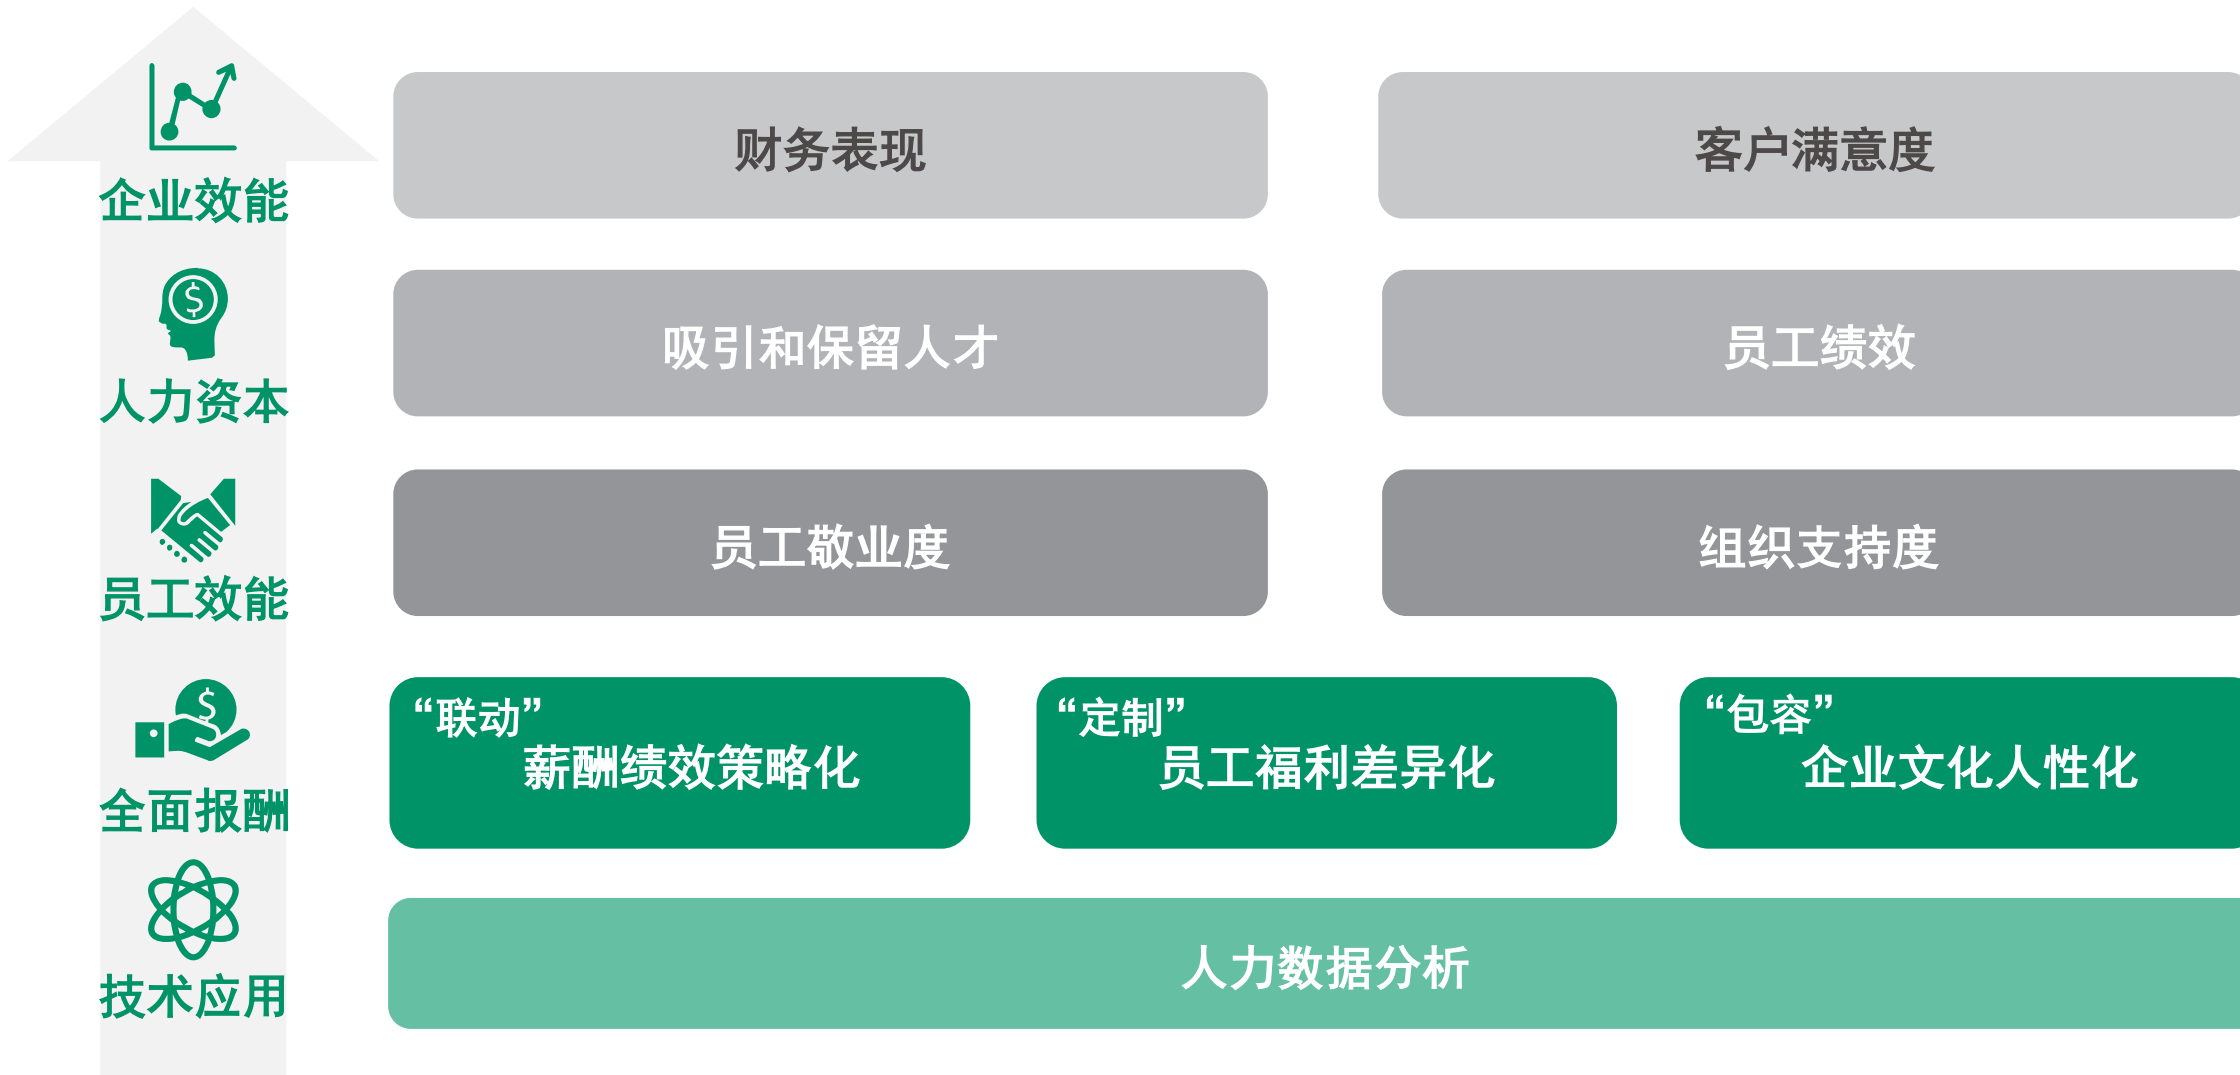 企业效能
财务表现
客户满意度
人力资本
吸引和保留人才
员工绩效
员工效能
员工敬业度
组织支持度
全面报酬
“联动”
薪酬绩效策略化
“定制”
员工福利差异化
“包容”
企业文化人性化
技术应用
人力数据分析